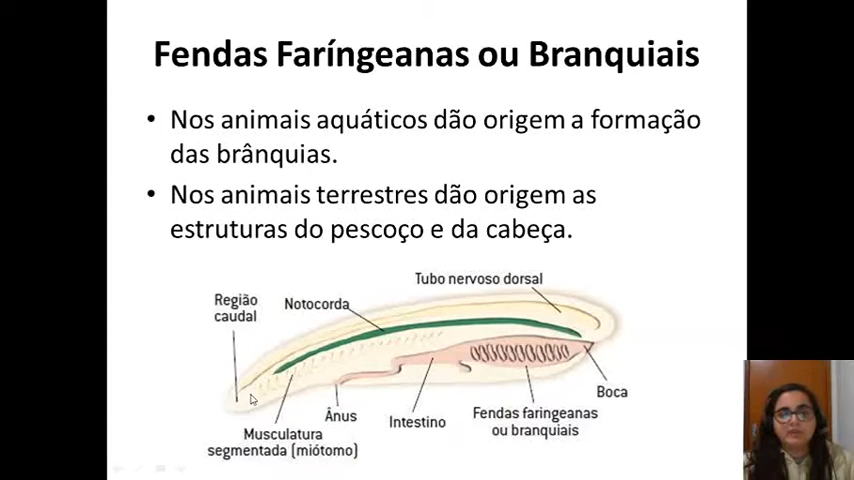 Fendas Faríngeanas ou Branquiais
• Nos animais aquáticos dão origem a formação
das brânquias.
• Nos animais terrestres dão origem as
estruturas do pescoço e da cabeça.
Tubo nervoso dorsal
Região
caudal
Notocorda
Boca
Ânus
Intestino
Fendas faringeanas
ou branquiais
Musculatura
segmentada (miótomo)